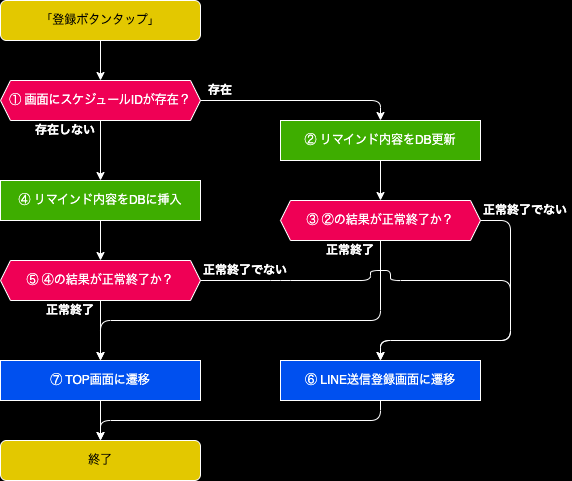 「登録ボタンタップ」
① 画面にスケジュールIDが存在？
存在
存在しない
② リマインド内容をDB更新
④ リマインド内容をDBに挿入
③ ②の結果が正常終了か？
正常終了でない
正常終了
⑤ ④の結果が正常終了か？
正常終了でない
正常終了
⑦ TOP画面に遷移
⑥ LINE送信登録画面に遷移
終了